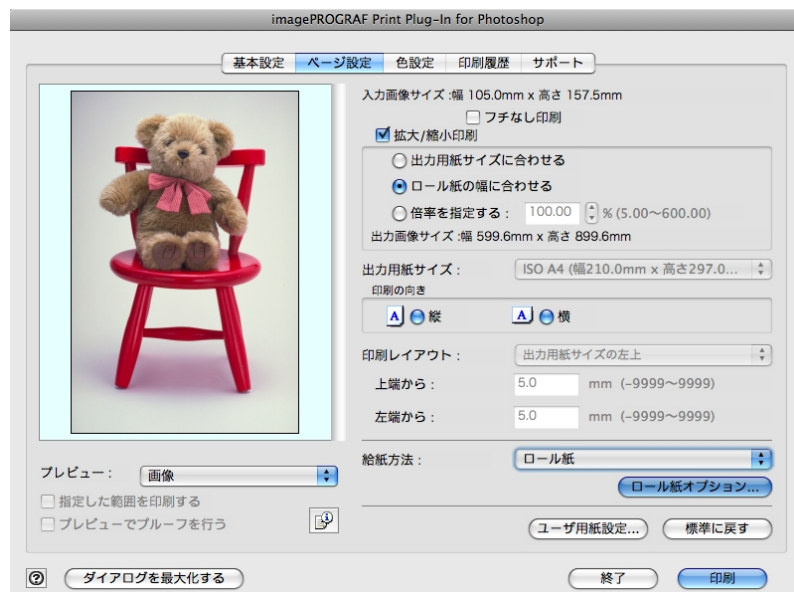 imagePROGRAF Print Plug-In for Photoshop
基本設定 ページ設定 色設定 印刷履歴 サポート
入力画像サイズ :幅 105.0mm x 高さ 157.5mm
フチなし印刷
拡大/縮小印刷
出力用紙サイズに合わせる
ロール紙の幅に合わせる
倍率を指定する : 100.00 % (5.00～600.00)
出力画像サイズ :幅 599.6mm x 高さ 899.6mm
出力用紙サイズ : ISO A4 (幅210.0mm x 高さ297.0...
印刷の向き
A 縦 A 横
印刷レイアウト : 出力用紙サイズの左上
上端から : 5.0 mm (-9999～9999)
左端から : 5.0 mm (-9999～9999)
給紙方法 : ロール紙
ロール紙オプション...
プレビュー : 画像
指定した範囲を印刷する
プレビューでプルーフを行う
ユーザ用紙設定... 標準に戻す
? ダイアログを最大化する 終了 印刷